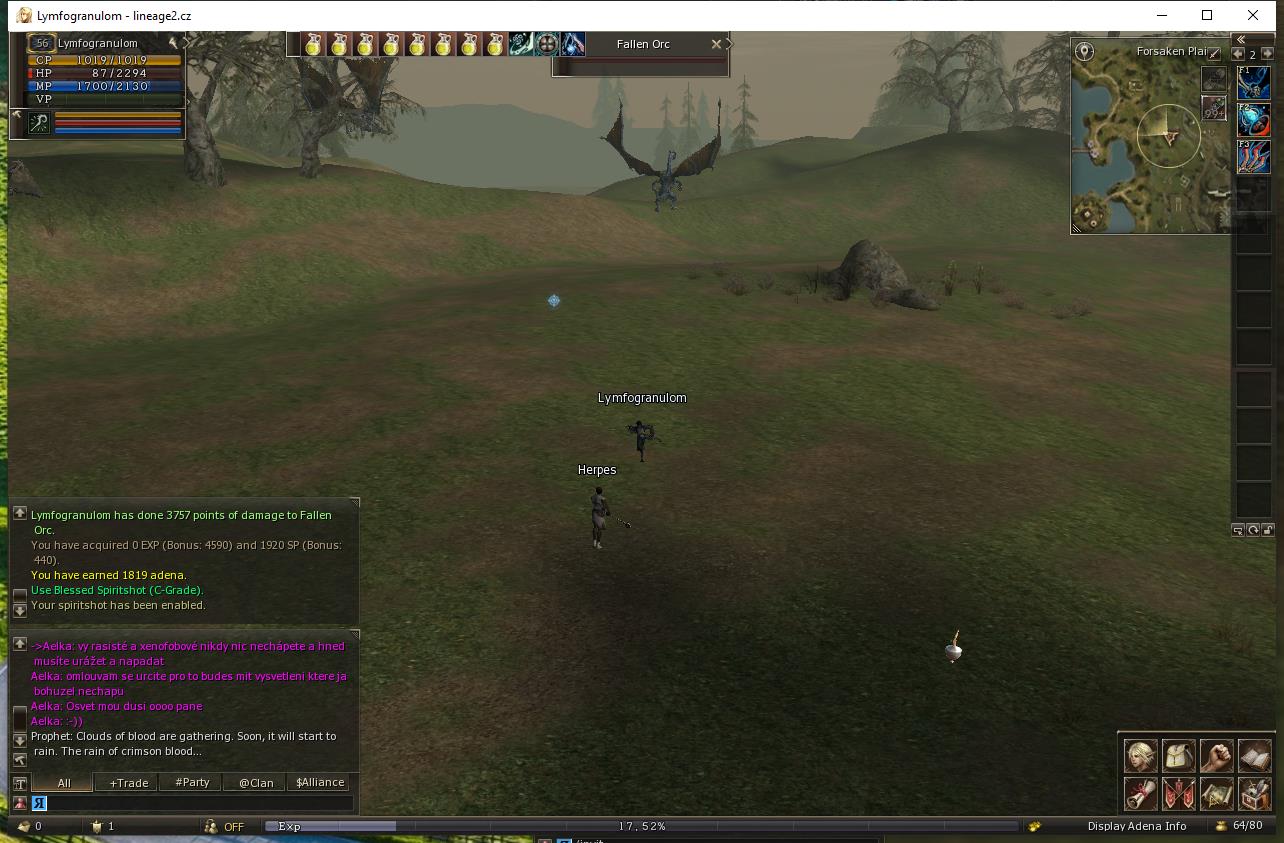 Lymfogranulom - lineage2.cz
56 Lymfogranulom
CP 1019/1019
HP 87/2294
MP 1700/2130
VP
Fallen Orc
Forsaken Plai
2
F1
99+
F2
F3
Lymfogranulom
Herpes
Lymfogranulom has done 3757 points of damage to Fallen
Orc.
You have acquired 0 EXP (Bonus: 4590) and 1920 SP (Bonus:
440).
You have earned 1819 adena.
Use Blessed Spiritshot (C-Grade).
Your spiritshot has been enabled.
->Aelka: vy rasisté a xenofobové nikdy nic nechápete a hned
musíte urážet a napadat
Aelka: omlouvam se urcite pro to budes mit vysvetleni ktere ja
bohuzel nechapu
Aelka: Osvet mou dusi oooo pane
Aelka: :-))
Prophet: Clouds of blood are gathering. Soon, it will start to
rain. The rain of crimson blood...
All +Trade #Party @Clan $Alliance
Я
0 1 OFF Exp 17,52% Display Adena Info 64/80